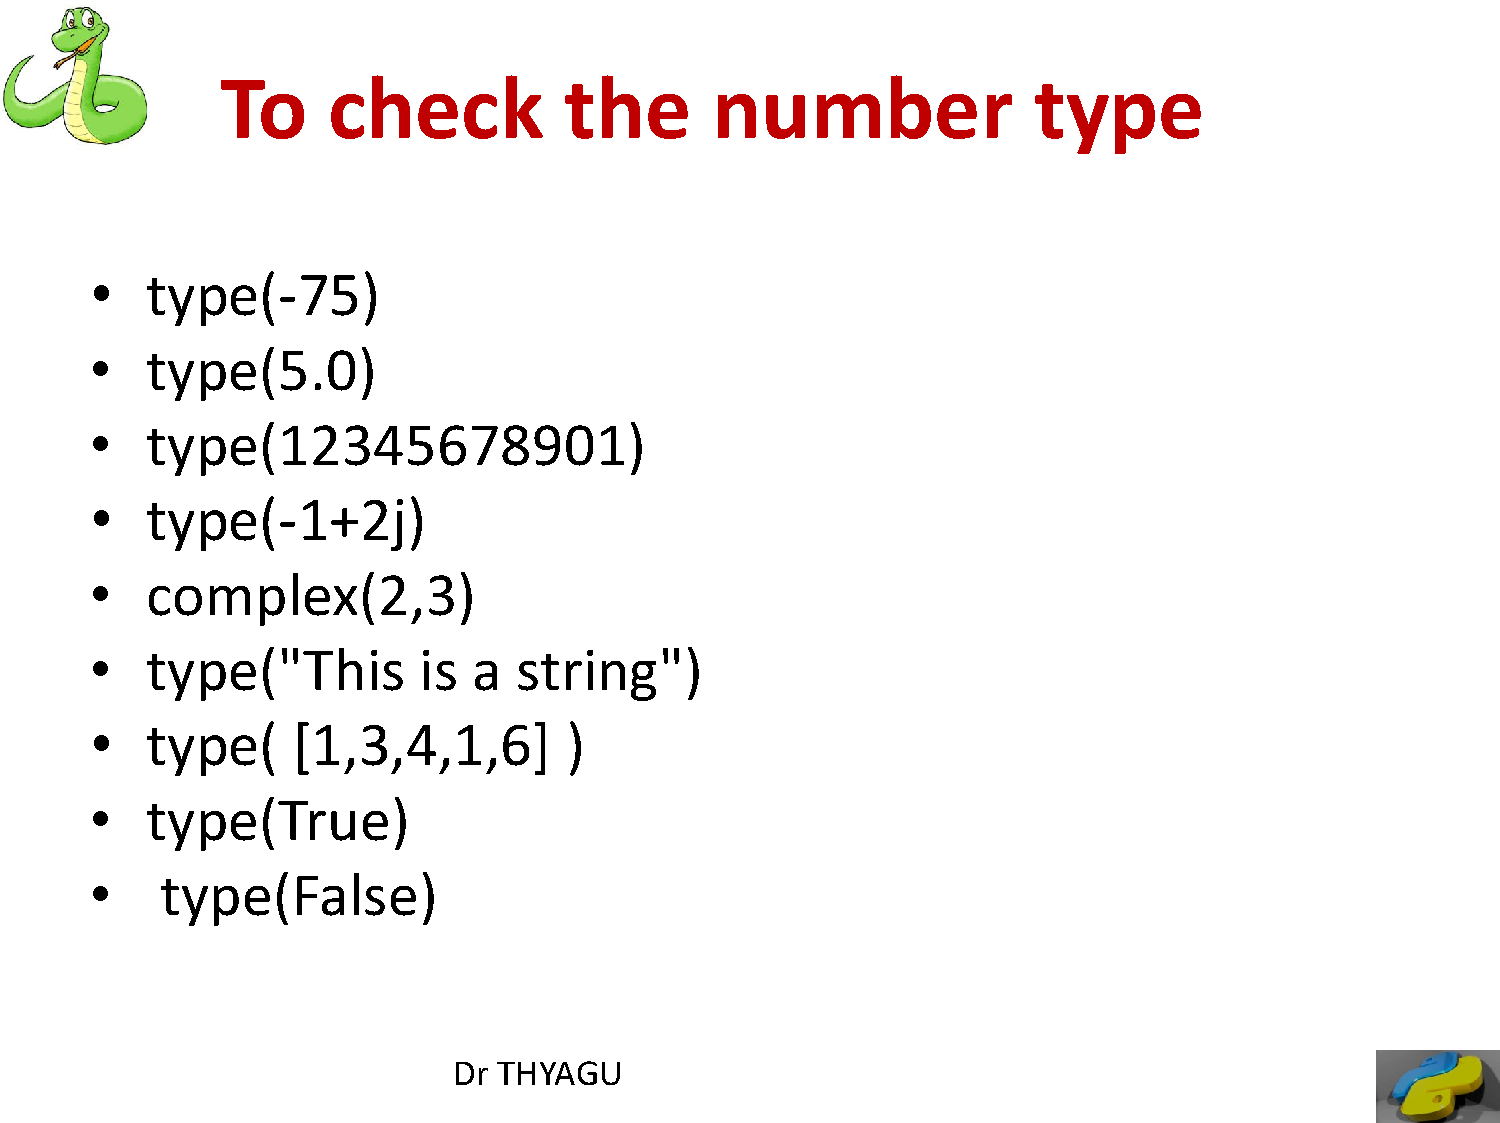 To check the number type
• type(-75)
• type(5.0)
• type(12345678901)
• type(-1+2j)
• complex(2,3)
• type("This is a string")
• type( [1,3,4,1,6] )
• type(True)
• type(False)
Dr THYAGU